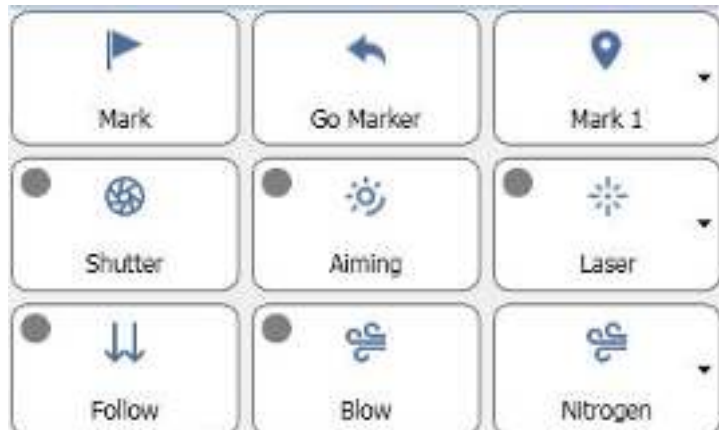 Mark Go Marker Mark 1
Shutter Aiming Laser
Follow Blow Nitrogen